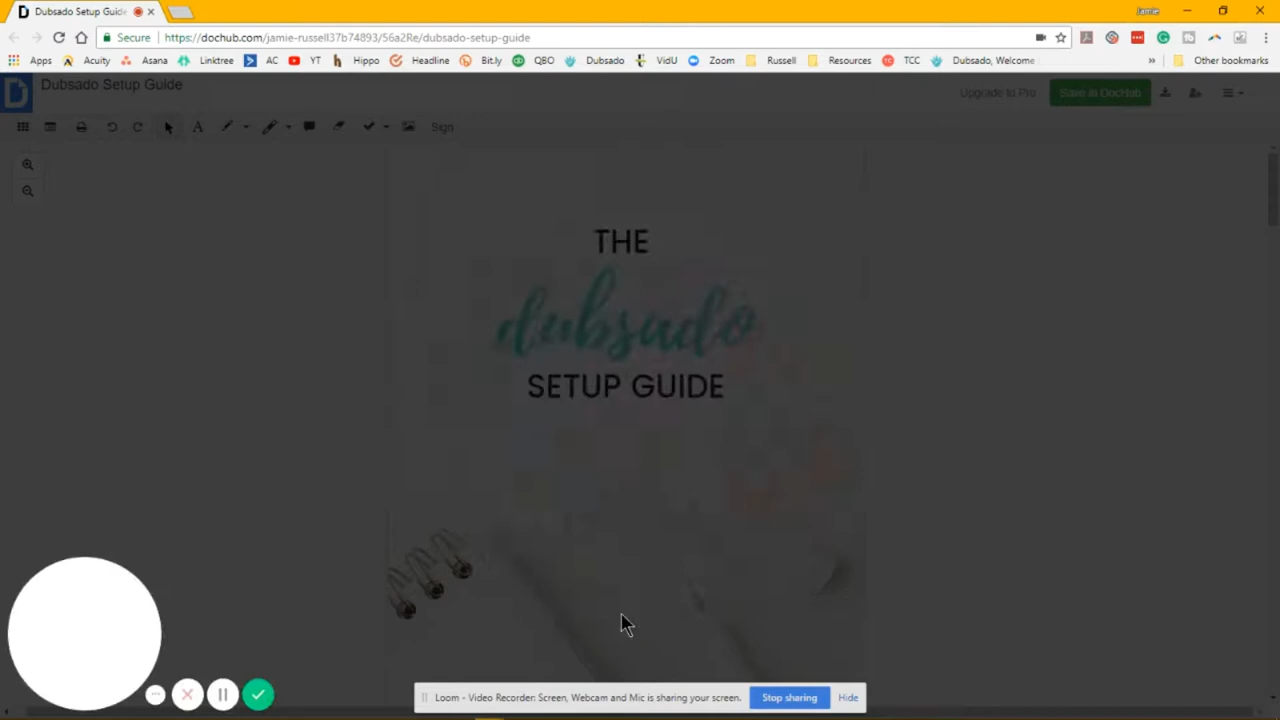 Dubsado Setup Guid
Jamie
Secure
https://dochub.com/jamie-russell37b74893/56a2Re/dubsado-setup-guide
Apps Acuity Asana Linktree AC YT Hippo Headline Bit.ly QBO Dubsado VidU Zoom Russell Resources TCC Dubsado, Welcome » Other bookmarks
Dubsado Setup Guide
Upgrade to Pro Save in DocHub
Sign
THE
dubsado
SETUP GUIDE
Loom - Video Recorder: Screen, Webcam and Mic is sharing your screen. Stop sharing Hide